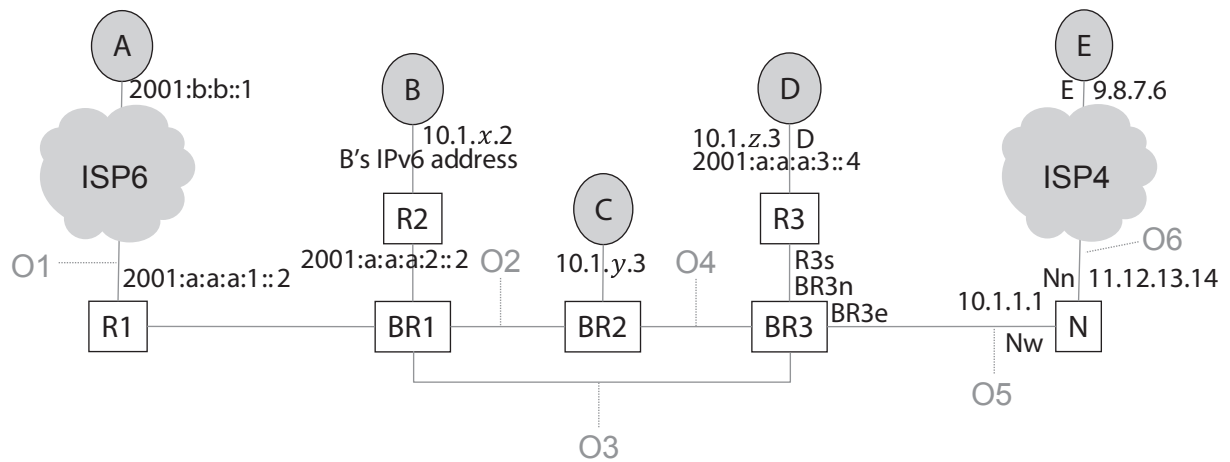 A
2001:b:b::1
ISP6
O1
2001:a:a:a:1::2
R1
B
10.1.x.2
B's IPv6 address
R2
2001:a:a:a:2::2
BR1
O2
C
10.1.y.3
BR2
O3
O4
D
10.1.z.3 D
2001:a:a:a:3::4
R3
R3s
BR3n
BR3
BR3e
E
E 9.8.7.6
ISP4
O6
Nn 11.12.13.14
10.1.1.1
N
Nw
O5